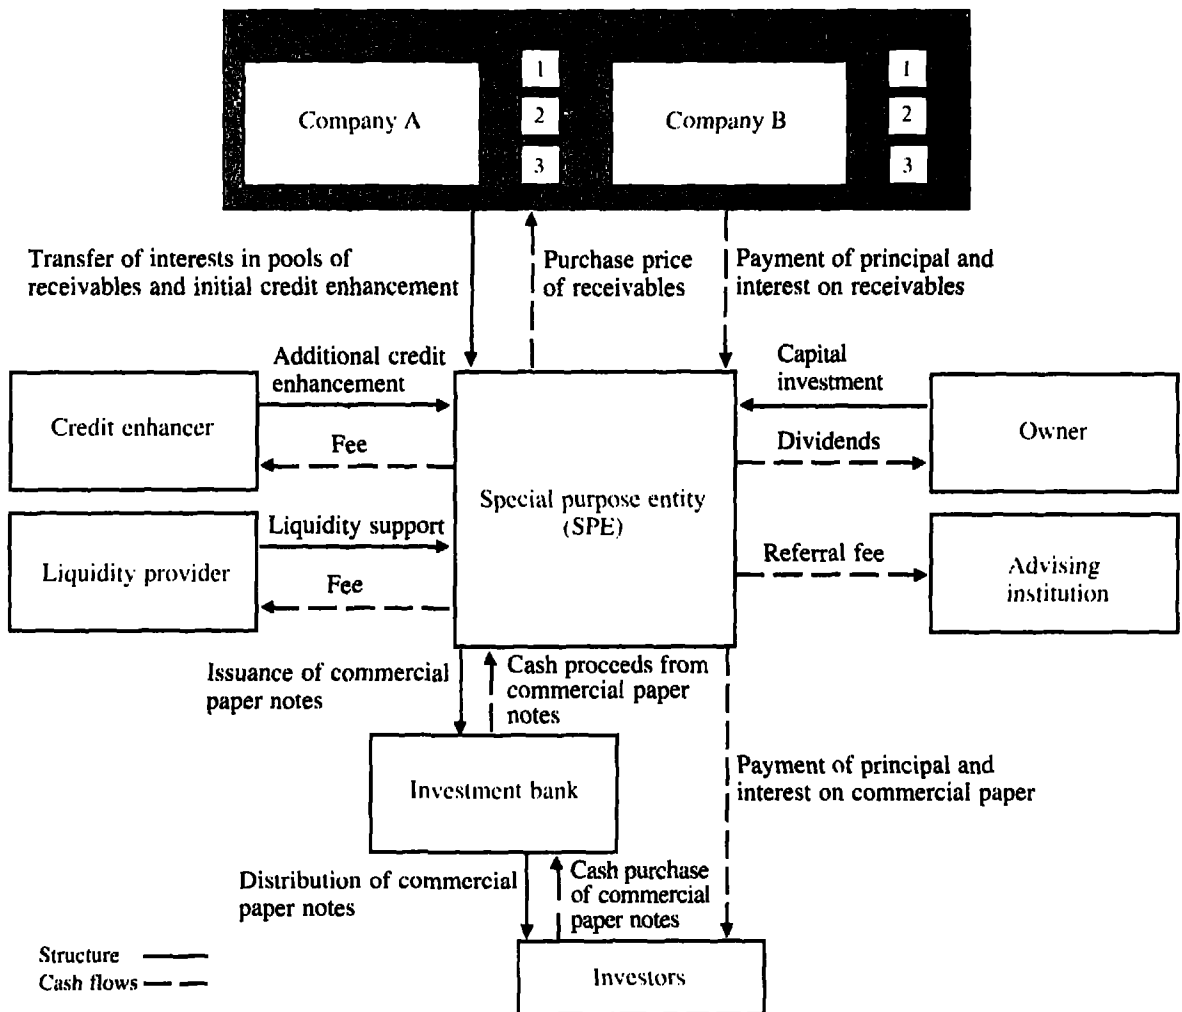 Company A
1
2
3
Company B
1
2
3
Transfer of interests in pools of
receivables and initial credit enhancement
Purchase price
of receivables
Payment of principal and
interest on receivables
Additional credit
enhancement
Capital
investment
Credit enhancer
Fee
Special purpose entity
(SPE)
Dividends
Owner
Liquidity provider
Liquidity support
Fee
Referral fee
Advising
institution
Issuance of commercial
paper notes
Cash proceeds from
commercial paper
notes
Investment bank
Payment of principal and
interest on commercial paper
Distribution of commercial
paper notes
Cash purchase
of commercial
paper notes
Investors
Structure
Cash flows